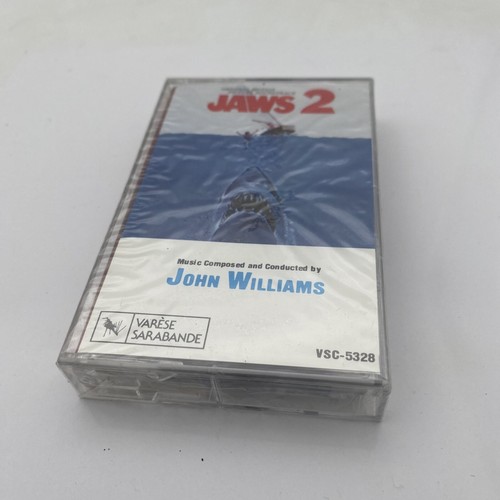 JAWS 2
Music Composed and Conducted by
JOHN WILLIAMS
VARÈSE
SARABANDE
VSC-5328